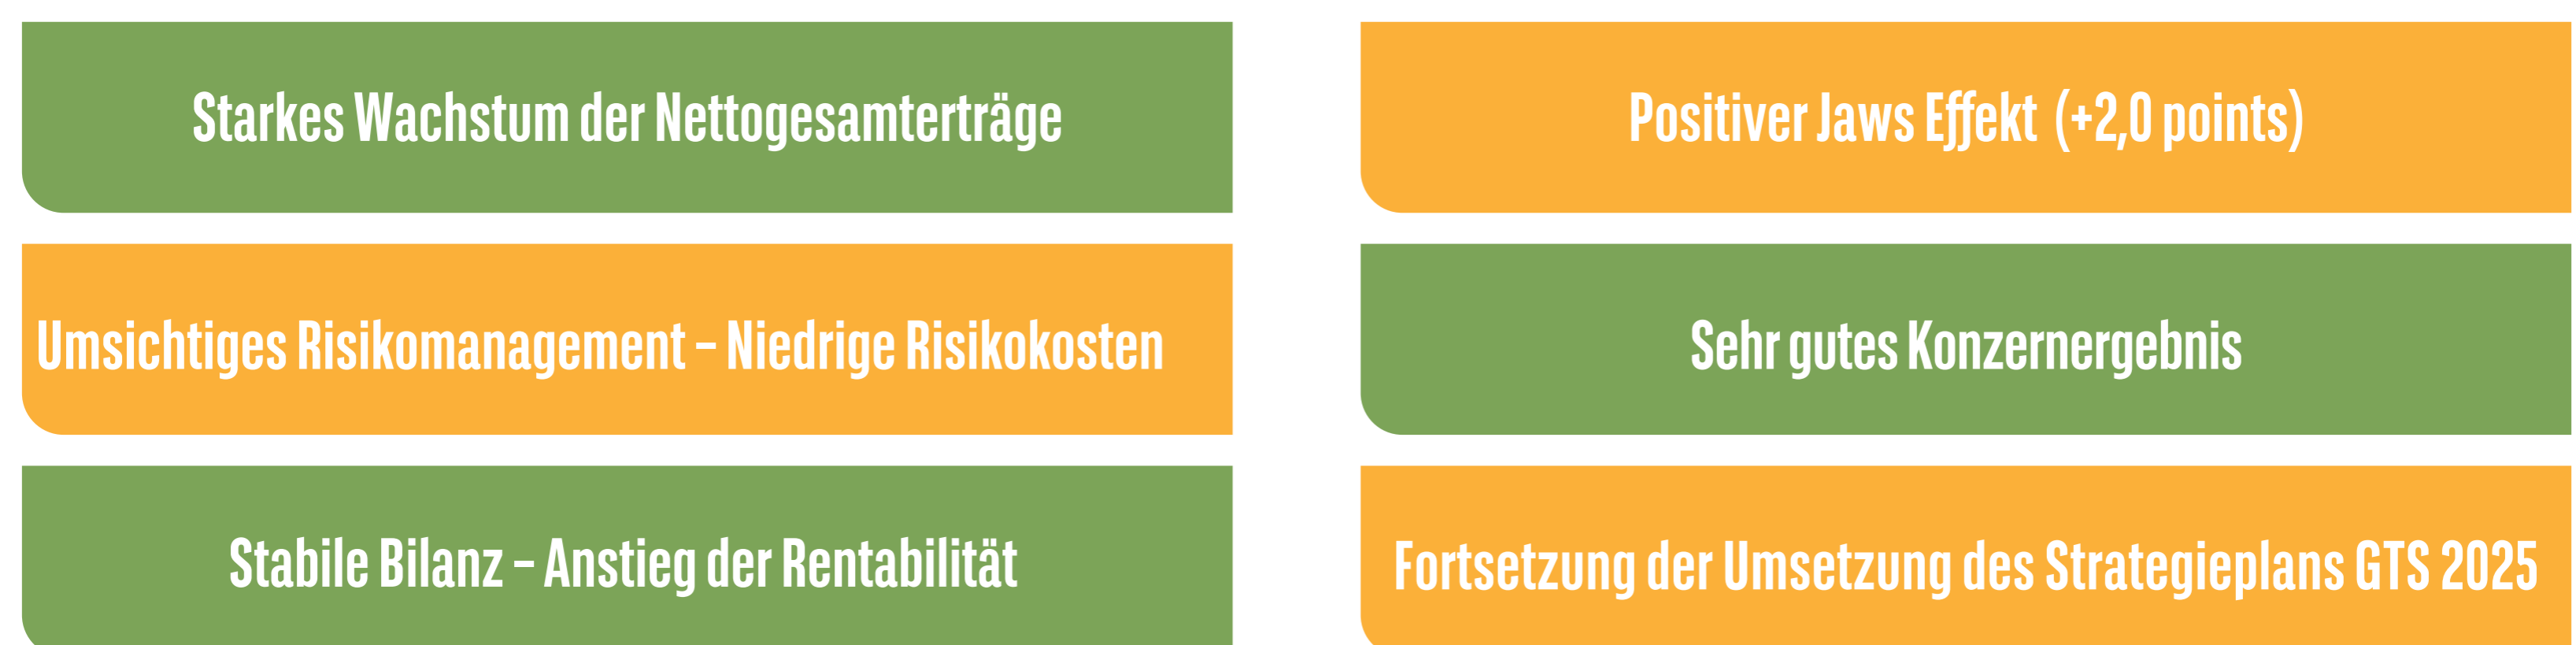 Starkes Wachstum der Nettogesamterträge
Positiver Jaws Effekt (+2,0 points)
Umsichtiges Risikomanagement – Niedrige Risikokosten
Sehr gutes Konzernergebnis
Stabile Bilanz – Anstieg der Rentabilität
Fortsetzung der Umsetzung des Strategieplans GTS 2025